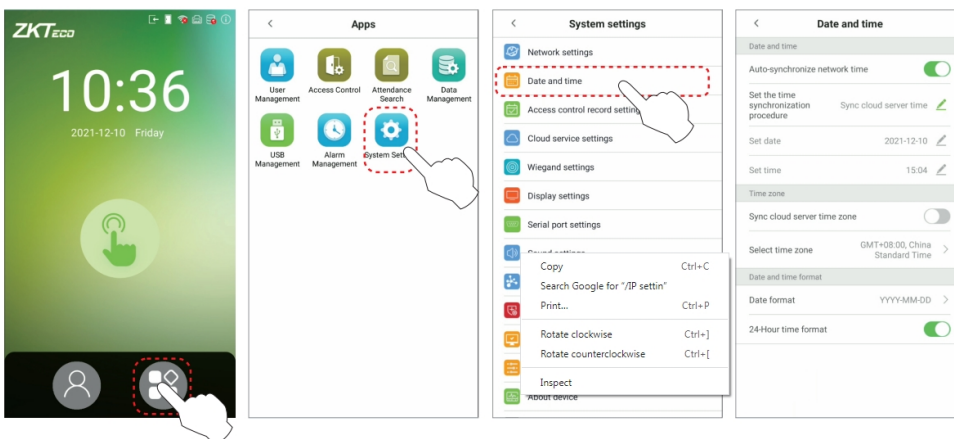 ZKTeco
10:36
2021-12-10 Friday
Apps
User
Management
Access Control
Attendance
Search
Data
Management
USB
Management
Alarm
Management
System Sett
System settings
Network settings
Date and time
Access control record setting
Cloud service settings
Wiegand settings
Display settings
Serial port settings
Sound settings
Copy Ctrl+C
Search Google for "/IP settin"
Print... Ctrl+P
Rotate clockwise Ctrl+]
Rotate counterclockwise Ctrl+[
Inspect
About device
Date and time
Date and time
Auto-synchronize network time
Set the time
synchronization Sync cloud server time
procedure
Set date 2021-12-10
Set time 15:04
Time zone
Sync cloud server time zone
Select time zone GMT+08:00, China
Standard Time
Date and time format
Date format YYYY-MM-DD
24-Hour time format